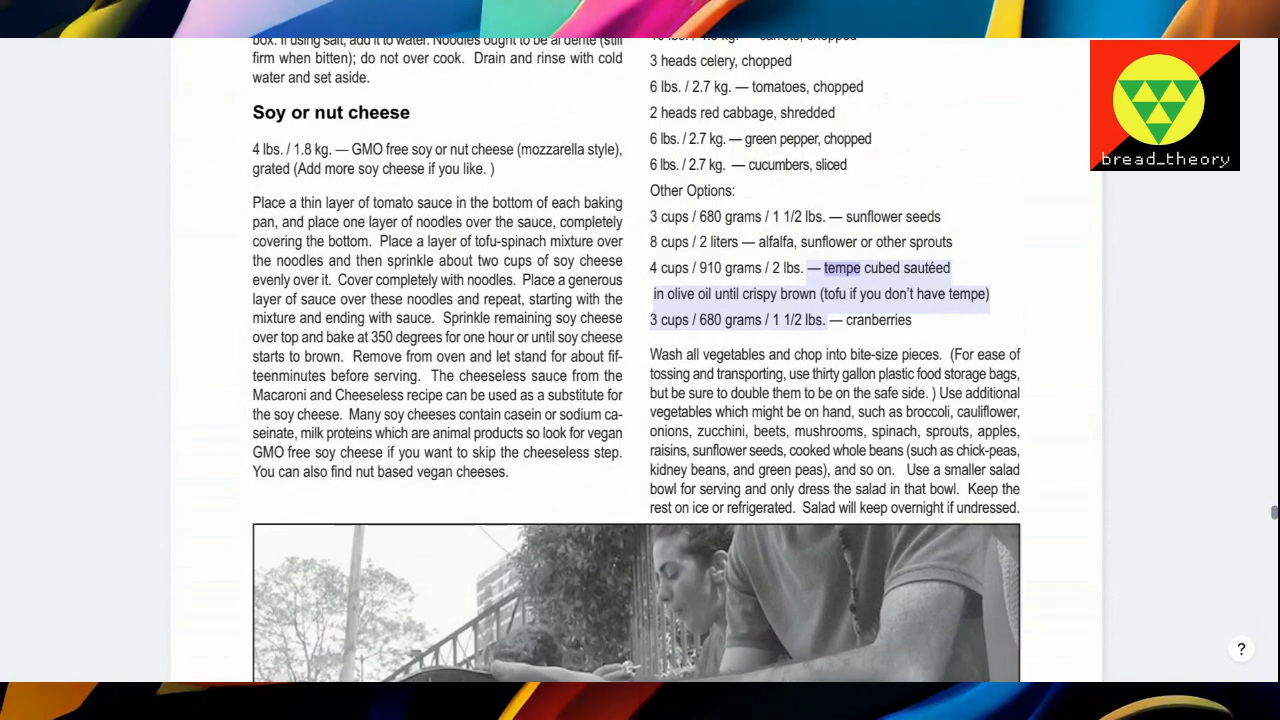 box. If using salt, add it to water. Noodles ought to be al dente (still
firm when bitten); do not over cook. Drain and rinse with cold
water and set aside.
Soy or nut cheese
4 lbs. / 1.8 kg. — GMO free soy or nut cheese (mozzarella style),
grated (Add more soy cheese if you like. )
Place a thin layer of tomato sauce in the bottom of each baking
pan, and place one layer of noodles over the sauce, completely
covering the bottom. Place a layer of tofu-spinach mixture over
the noodles and then sprinkle about two cups of soy cheese
evenly over it. Cover completely with noodles. Place a generous
layer of sauce over these noodles and repeat, starting with the
mixture and ending with sauce. Sprinkle remaining soy cheese
over top and bake at 350 degrees for one hour or until soy cheese
starts to brown. Remove from oven and let stand for about fif-
teenminutes before serving. The cheeseless sauce from the
Macaroni and Cheeseless recipe can be used as a substitute for
the soy cheese. Many soy cheeses contain casein or sodium ca-
seinate, milk proteins which are animal products so look for vegan
GMO free soy cheese if you want to skip the cheeseless step.
You can also find nut based vegan cheeses.
carrots, chopped
3 heads celery, chopped
6 lbs. / 2.7 kg. — tomatoes, chopped
2 heads red cabbage, shredded
6 lbs. / 2.7 kg. — green pepper, chopped
6 lbs. / 2.7 kg. — cucumbers, sliced
Other Options:
3 cups / 680 grams / 1 1/2 lbs. — sunflower seeds
8 cups / 2 liters — alfalfa, sunflower or other sprouts
4 cups / 910 grams / 2 lbs. — tempe cubed sautéed
in olive oil until crispy brown (tofu if you don't have tempe)
3 cups / 680 grams / 1 1/2 lbs. — cranberries
Wash all vegetables and chop into bite-size pieces. (For ease of
tossing and transporting, use thirty gallon plastic food storage bags,
but be sure to double them to be on the safe side. ) Use additional
vegetables which might be on hand, such as broccoli, cauliflower,
onions, zucchini, beets, mushrooms, spinach, sprouts, apples,
raisins, sunflower seeds, cooked whole beans (such as chick-peas,
kidney beans, and green peas), and so on. Use a smaller salad
bowl for serving and only dress the salad in that bowl. Keep the
rest on ice or refrigerated. Salad will keep overnight if undressed.
bread_theory
?